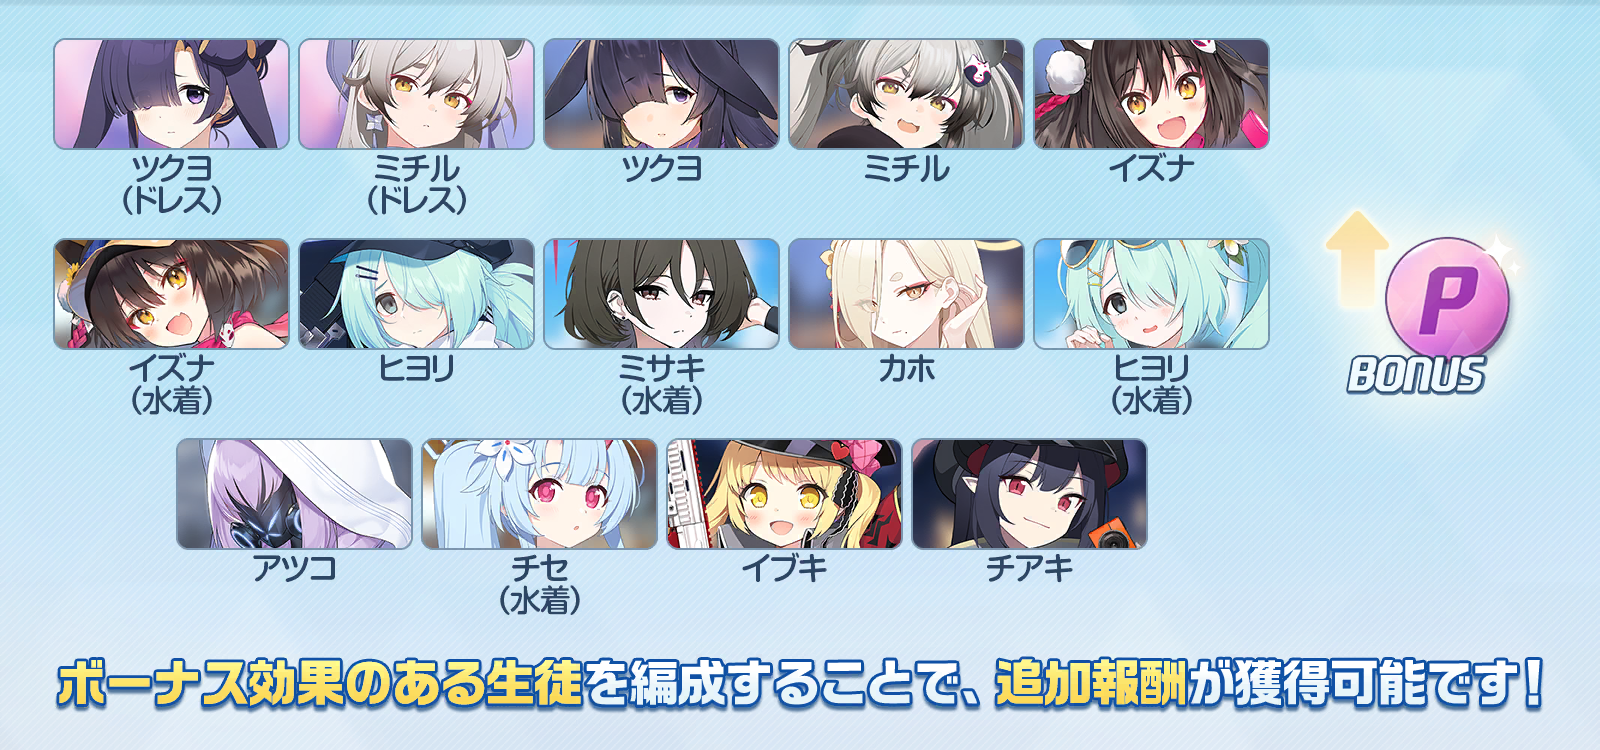 ツクヨ
（ドレス）
ミチル
（ドレス）
ツクヨ
ミチル
イズナ
イズナ
（水着）
ヒヨリ
ミサキ
（水着）
カホ
ヒヨリ
（水着）
P
BONUS
アツコ
チセ
（水着）
イブキ
チアキ
ボーナス効果のある生徒を編成することで、追加報酬が獲得可能です！